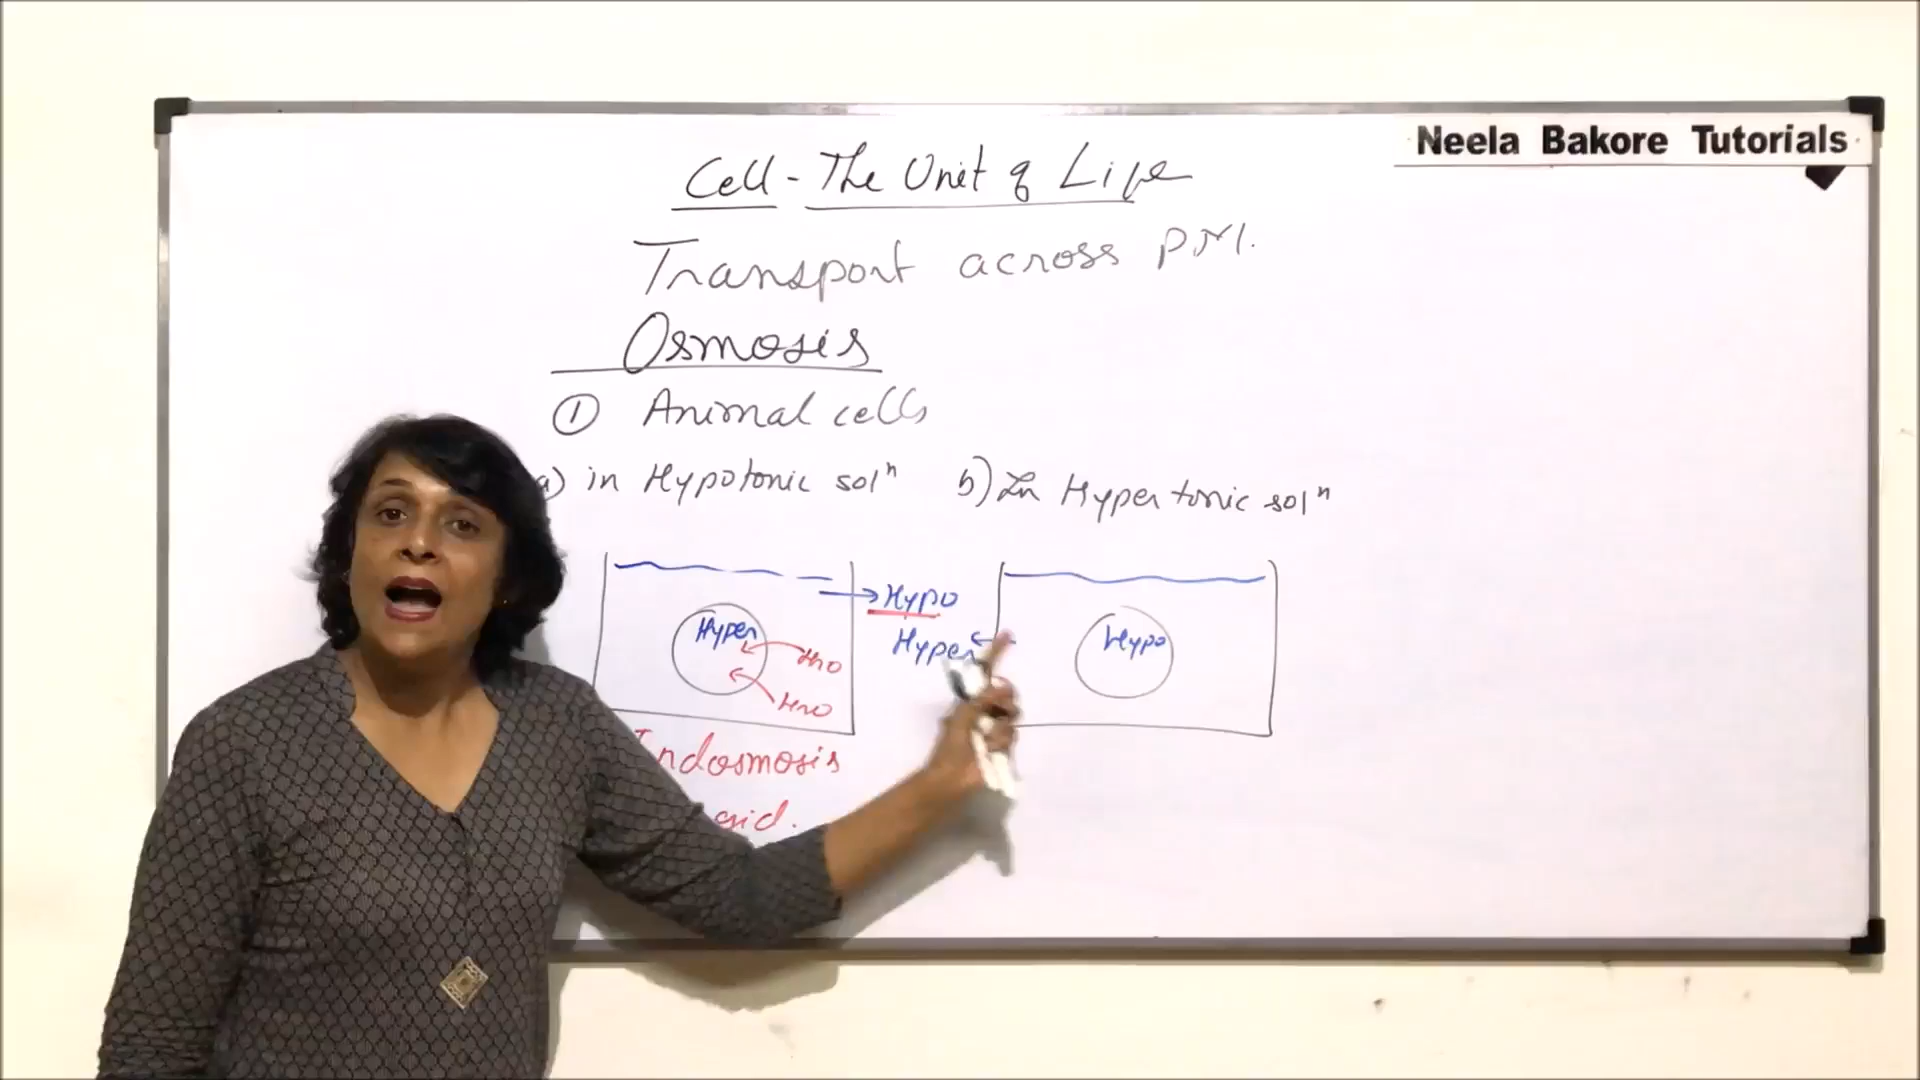 Neela Bakore Tutorials
Cell - The Unit of Life
Transport across P.M.
Osmosis
① Animal cells
a) in Hypotonic solⁿ
b) In Hypertonic solⁿ
Hyper
H2O
H2O
Hypo
Hyper
Hypo
Endosmosis